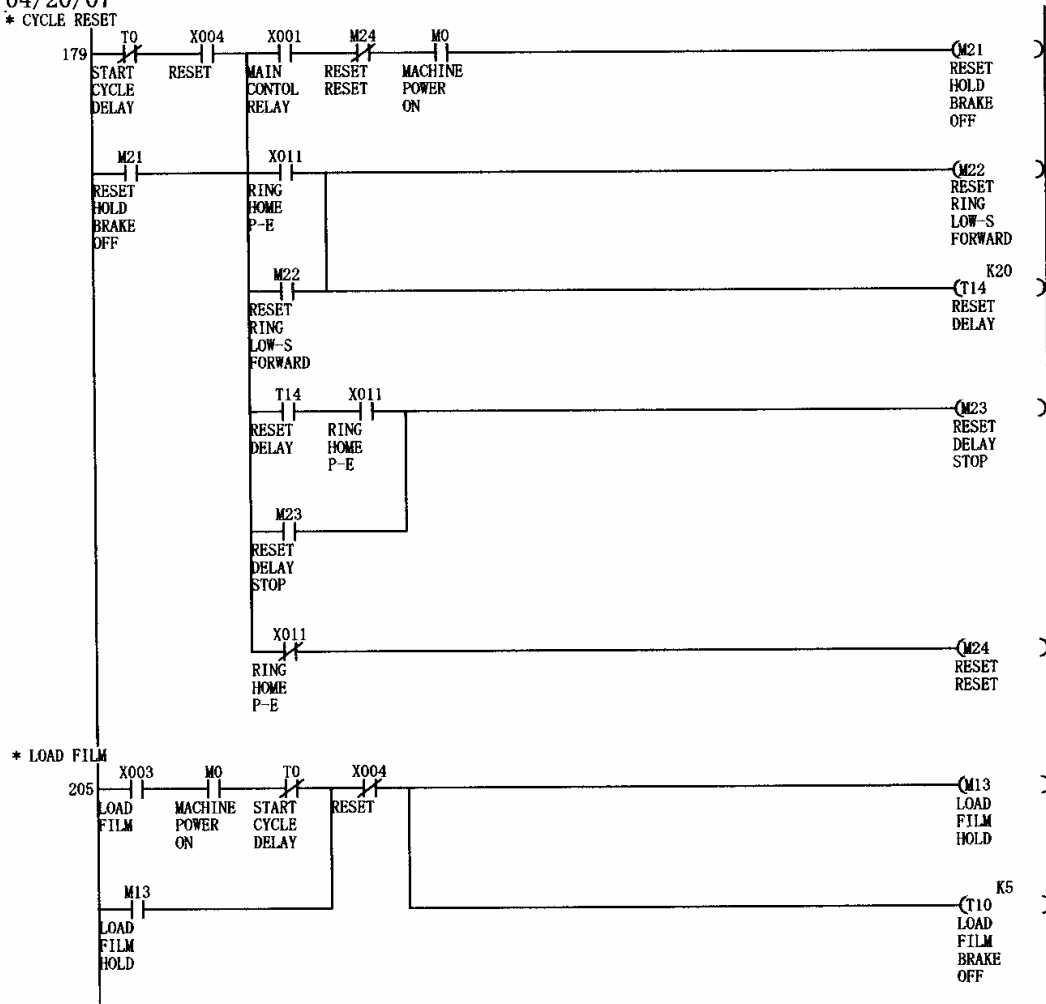 04/20/07
* CYCLE RESET
179
T0 X004 X001 M24 M0 (M21 )
START RESET MAIN RESET MACHINE RESET
CYCLE CONTOL RESET POWER HOLD
DELAY RELAY ON BRAKE
OFF
M21 X011 (M22 )
RESET RING RESET
HOLD HOME RING
BRAKE P-E LOW-S
OFF FORWARD
M22 K20
(T14 )
RESET RESET
RING DELAY
LOW-S
FORWARD
T14 X011 (M23 )
RESET RING RESET
DELAY HOME DELAY
P-E STOP
M23
RESET
DELAY
STOP
X011 (M24 )
RING RESET
HOME RESET
P-E
* LOAD FILM
205
X003 M0 T0 X004 (M13 )
LOAD MACHINE START RESET LOAD
FILM POWER CYCLE FILM
ON DELAY HOLD
M13 K5
(T10 )
LOAD LOAD
FILM FILM
HOLD BRAKE
OFF